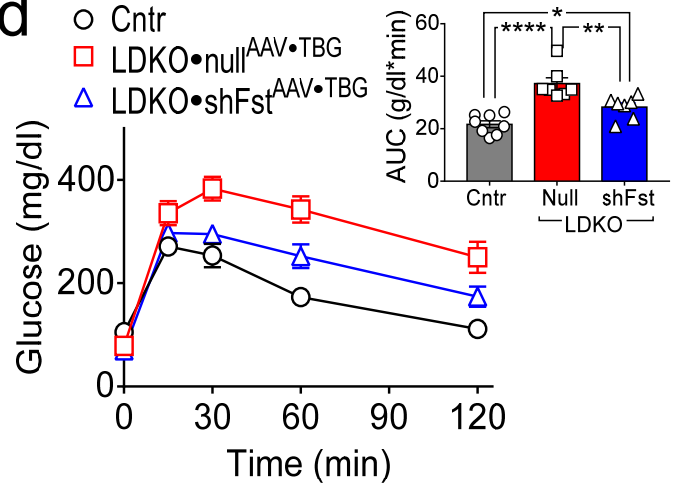 d
Cntr
LDKO•null^AAV•TBG
LDKO•shFst^AAV•TBG
Glucose (mg/dl)
400
200
0
0 30 60 90 120
Time (min)
AUC (g/dl*min)
60
40
20
0
*
**** **
Cntr Null shFst
LDKO